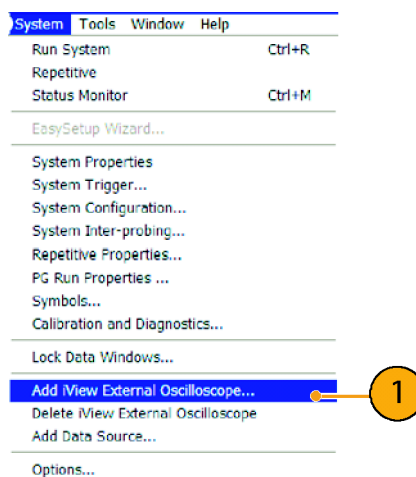 System Tools Window Help
Run System Ctrl+R
Repetitive
Status Monitor Ctrl+M
EasySetup Wizard...
System Properties
System Trigger...
System Configuration...
System Inter-probing...
Repetitive Properties...
PG Run Properties ...
Symbols...
Calibration and Diagnostics...
Lock Data Windows...
Add iView External Oscilloscope...
1
Delete iView External Oscilloscope
Add Data Source...
Options...